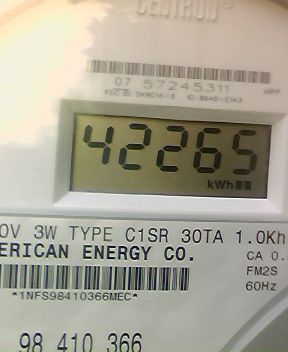 CENTRON
07 57245311
42265
kWh
0V 3W TYPE C1SR 30TA 1.0Kh
ERICAN ENERGY CO.
CA 0.
FM2S
*1NFS98410366MEC*
60Hz
98 410 366